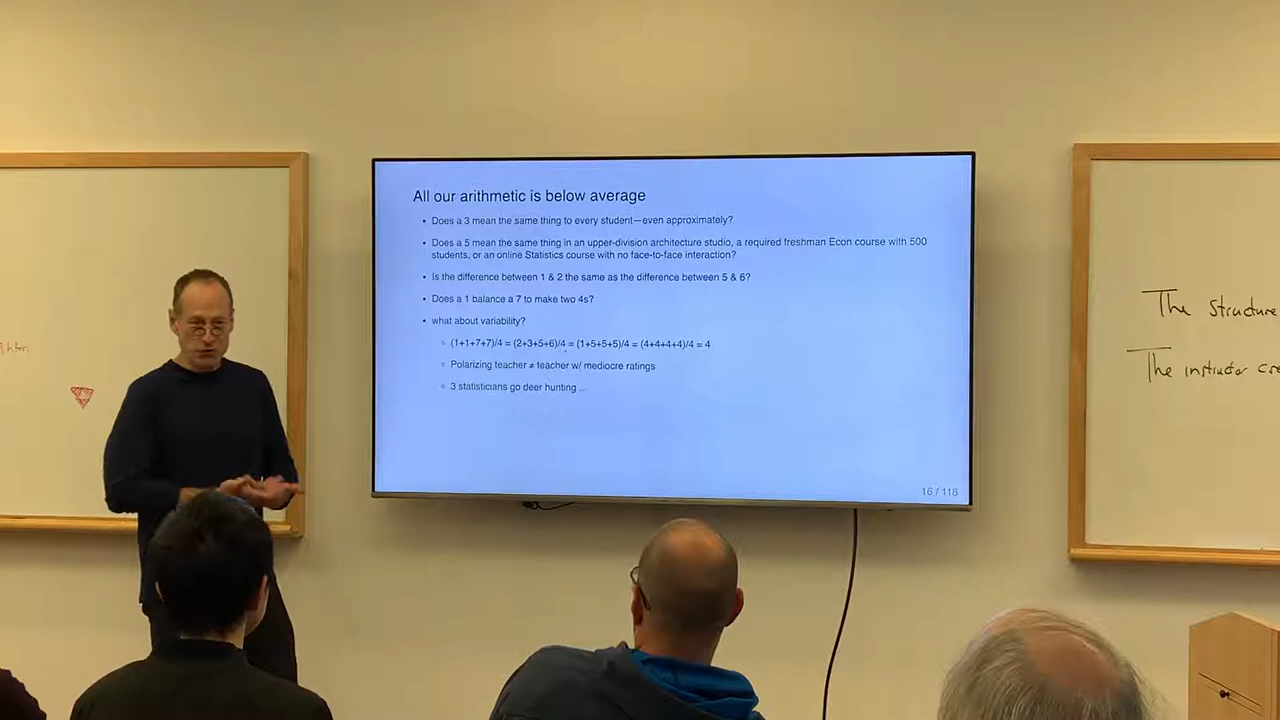 All our arithmetic is below average
• Does a 3 mean the same thing to every student—even approximately?
• Does a 5 mean the same thing in an upper-division architecture studio, a required freshman Econ course with 500
students, or an online Statistics course with no face-to-face interaction?
• Is the difference between 1 & 2 the same as the difference between 5 & 6?
• Does a 1 balance a 7 to make two 4s?
• what about variability?
◦ (1+1+7+7)/4 = (2+3+5+6)/4 = (1+5+5+5)/4 = (4+4+4+4)/4 = 4
◦ Polarizing teacher ≠ teacher w/ mediocre ratings
◦ 3 statisticians go deer hunting ...
16 / 118
The structure
The instructor cre